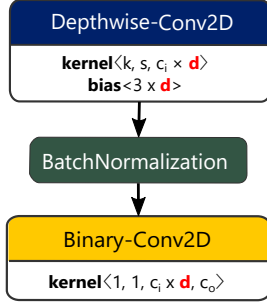 Depthwise-Conv2D
kernel〈k, s, cᵢ × d〉
bias<3 x d>
BatchNormalization
Binary-Conv2D
kernel〈1, 1, cᵢ x d, cₒ〉